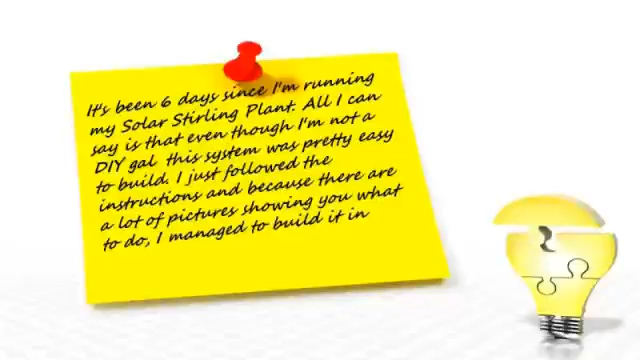 It's been 6 days since I'm running
my Solar Stirling Plant. All I can
say is that even though I'm not a
DIY gal this system was pretty easy
to build. I just followed the
instructions and because there are
a lot of pictures showing you what
to do, I managed to build it in